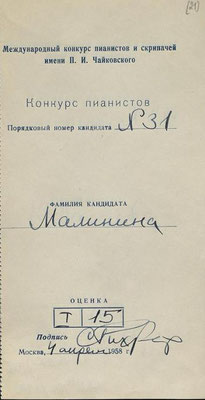 (21)
Международный конкурс пианистов и скрипачей
имени П. И. Чайковского
Конкурс пианистов
Порядковый номер кандидата №31
ФАМИЛИЯ КАНДИДАТА
Малинина
ОЦЕНКА
I 15
Подпись
Москва, 4 апреля 1958 г.